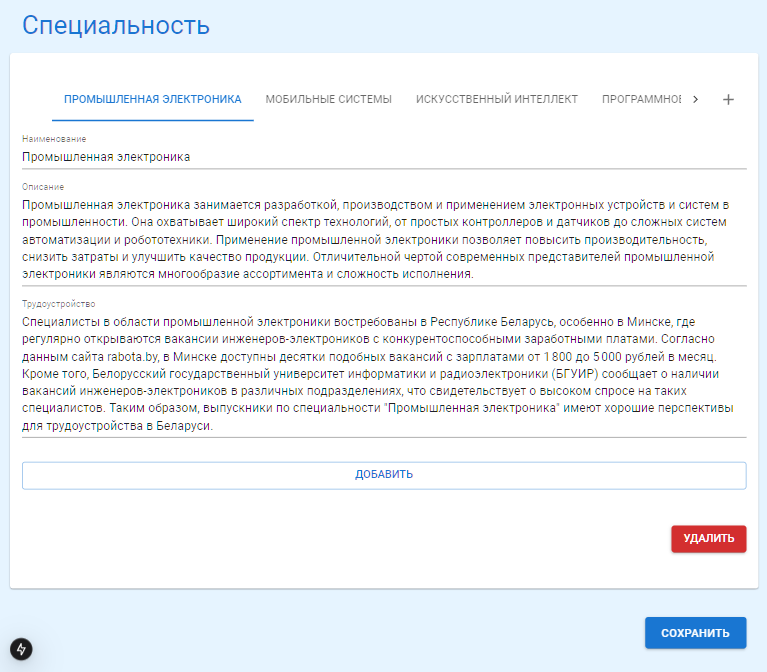 Специальность
ПРОМЫШЛЕННАЯ ЭЛЕКТРОНИКА МОБИЛЬНЫЕ СИСТЕМЫ ИСКУССТВЕННЫЙ ИНТЕЛЛЕКТ ПРОГРАММНОЕ
Наименование
Промышленная электроника
Описание
Промышленная электроника занимается разработкой, производством и применением электронных устройств и систем в
промышленности. Она охватывает широкий спектр технологий, от простых контроллеров и датчиков до сложных систем
автоматизации и робототехники. Применение промышленной электроники позволяет повысить производительность,
снизить затраты и улучшить качество продукции. Отличительной чертой современных представителей промышленной
электроники являются многообразие ассортимента и сложность исполнения.
Трудоустройство
Специалисты в области промышленной электроники востребованы в Республике Беларусь, особенно в Минске, где
регулярно открываются вакансии инженеров-электроников с конкурентоспособными заработными платами. Согласно
данным сайта rabota.by, в Минске доступны десятки подобных вакансий с зарплатами от 1 800 до 5 000 рублей в месяц.
Кроме того, Белорусский государственный университет информатики и радиоэлектроники (БГУИР) сообщает о наличии
вакансий инженеров-электроников в различных подразделениях, что свидетельствует о высоком спросе на таких
специалистов. Таким образом, выпускники по специальности "Промышленная электроника" имеют хорошие перспективы
для трудоустройства в Беларуси.
ДОБАВИТЬ
УДАЛИТЬ
СОХРАНИТЬ